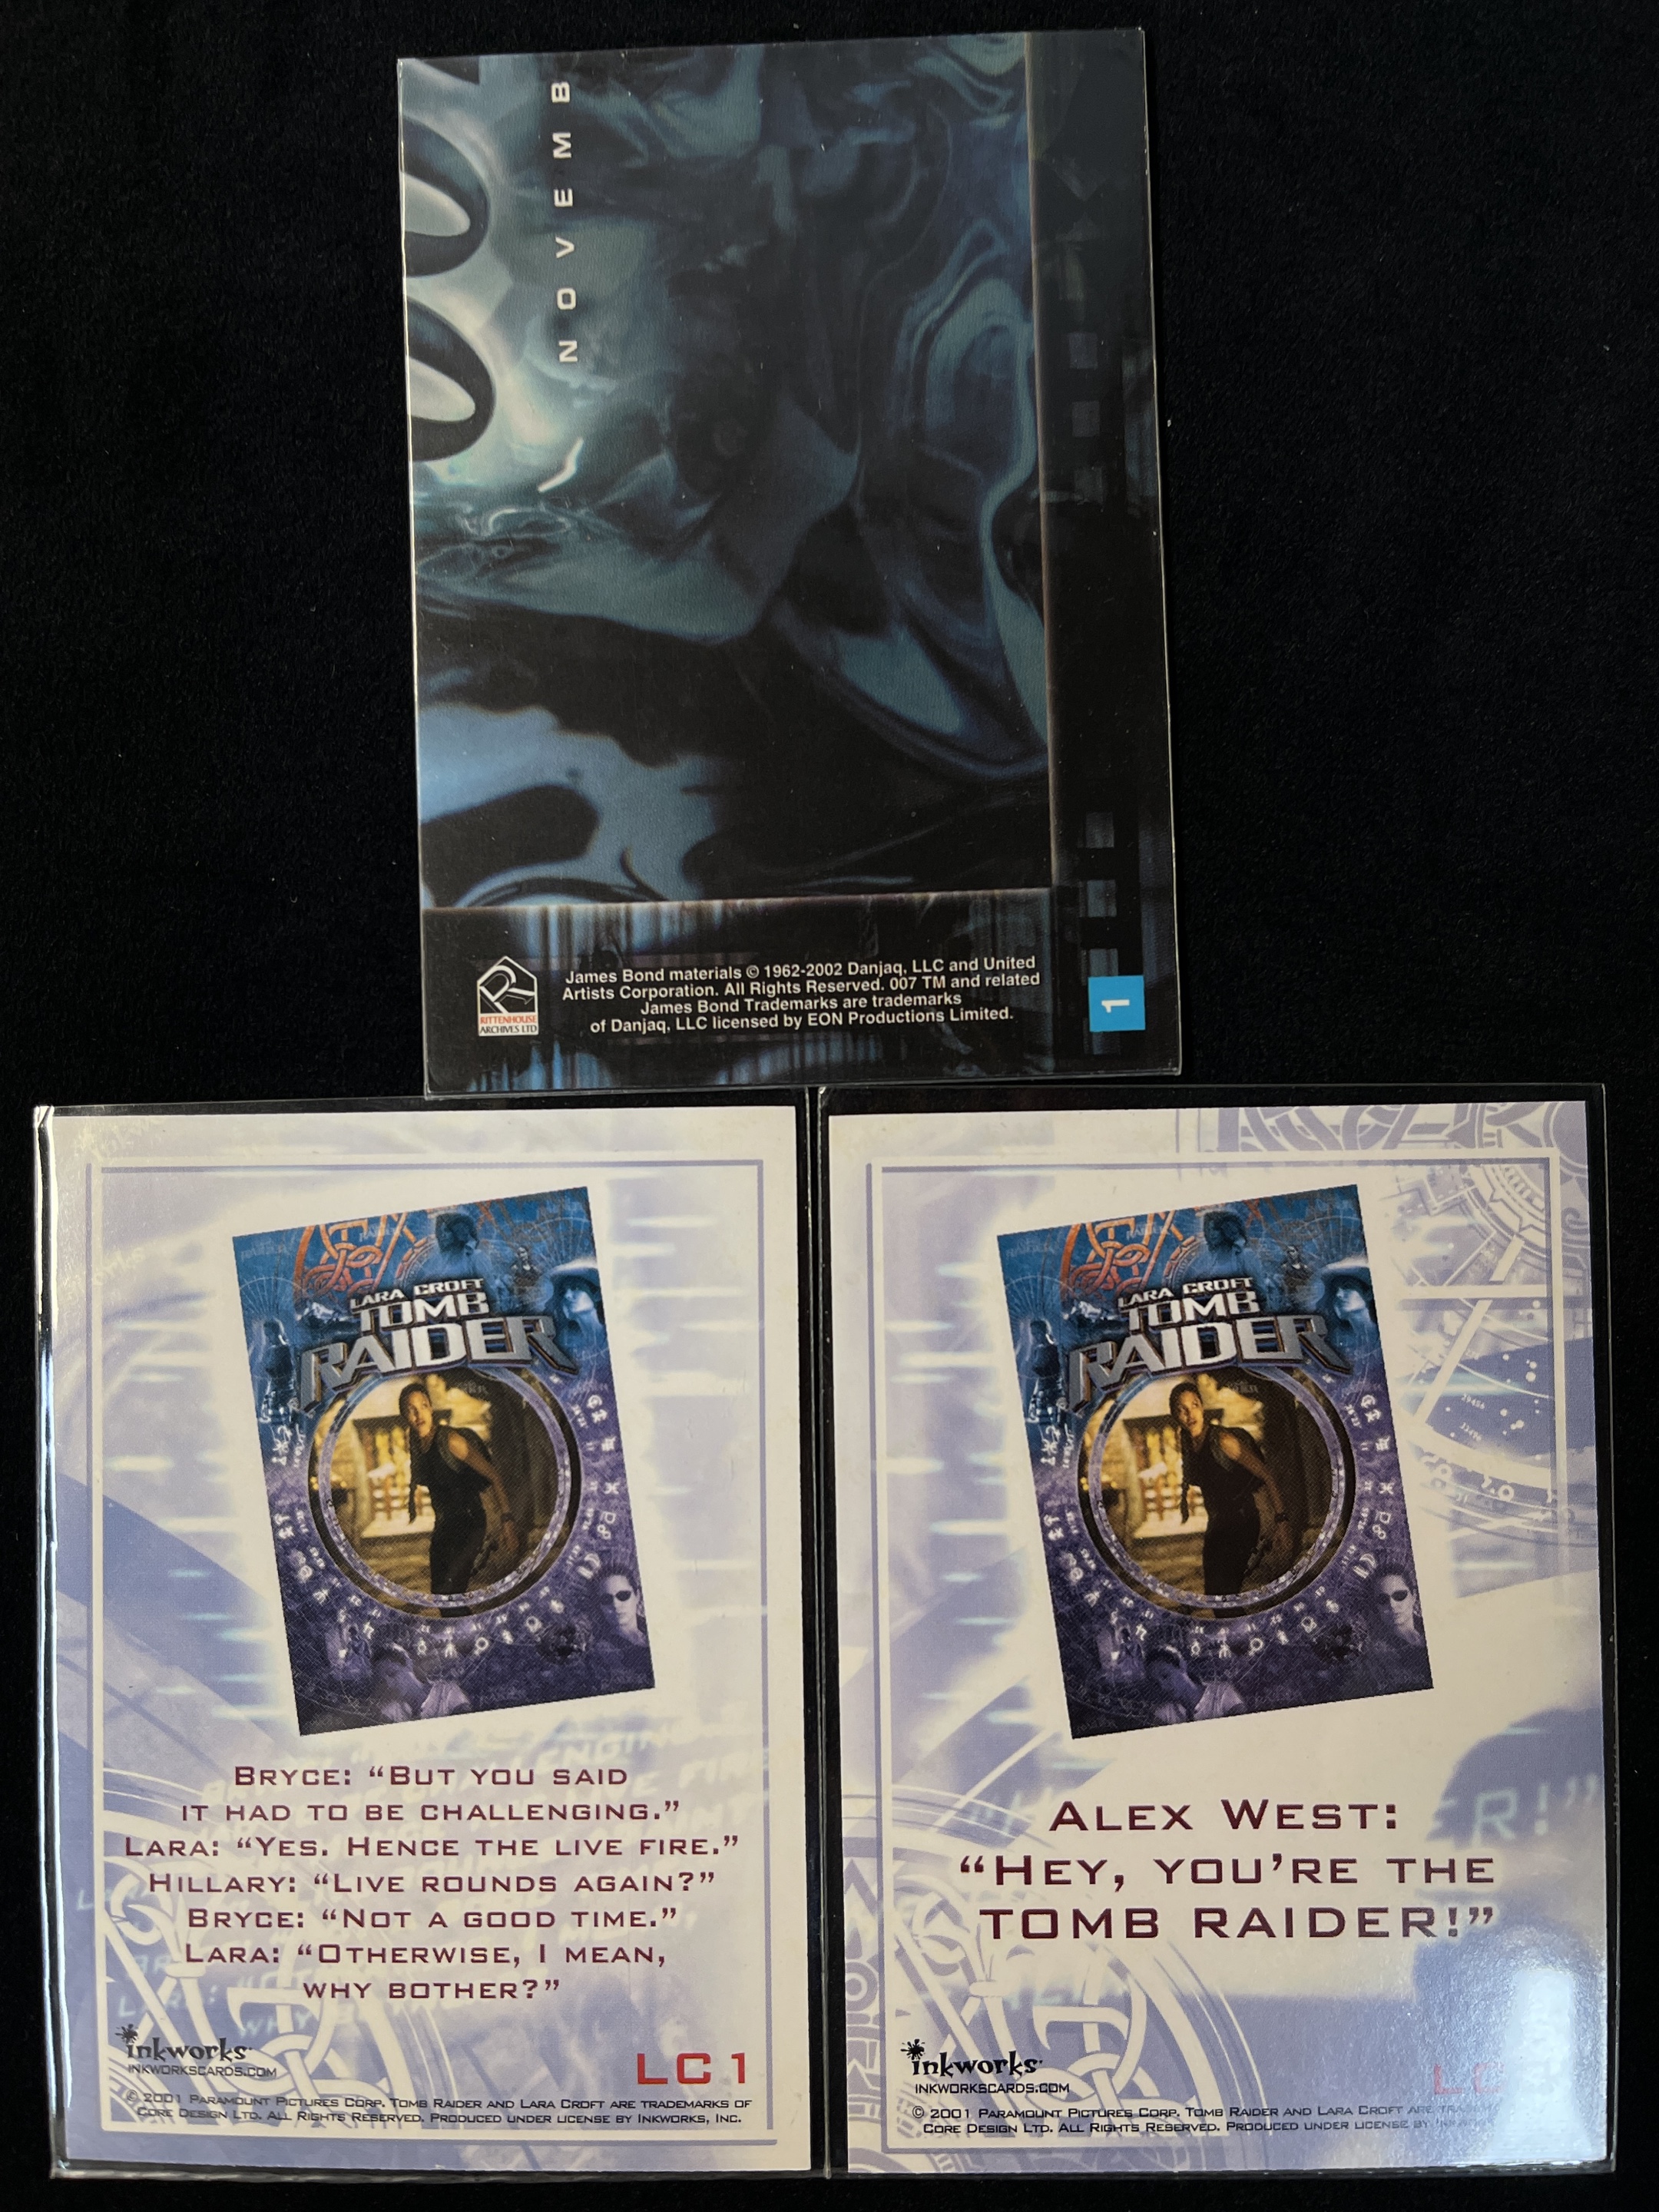 NOVEMB
RITTENHOUSE
ARCHIVES LTD
James Bond materials © 1962-2002 Danjaq, LLC and United
Artists Corporation. All Rights Reserved. 007 TM and related
James Bond Trademarks are trademarks
of Danjaq, LLC licensed by EON Productions Limited.
1
LARA CROFT
TOMB
RAIDER
BRYCE: “BUT YOU SAID
IT HAD TO BE CHALLENGING.”
LARA: “YES. HENCE THE LIVE FIRE.”
HILLARY: “LIVE ROUNDS AGAIN?”
BRYCE: “NOT A GOOD TIME.”
LARA: “OTHERWISE, I MEAN,
WHY BOTHER?”
inkworks
INKWORKSCARDS.COM
LC1
© 2001 PARAMOUNT PICTURES CORP. TOMB RAIDER AND LARA CROFT ARE TRADEMARKS OF
CORE DESIGN LTD. ALL RIGHTS RESERVED. PRODUCED UNDER LICENSE BY INKWORKS, INC.
LARA CROFT
TOMB
RAIDER
ALEX WEST:
“HEY, YOU’RE THE
TOMB RAIDER!”
inkworks
INKWORKSCARDS.COM
LC
© 2001 PARAMOUNT PICTURES CORP. TOMB RAIDER AND LARA CROFT ARE
CORE DESIGN LTD. ALL RIGHTS RESERVED. PRODUCED UNDER LICENSE BY